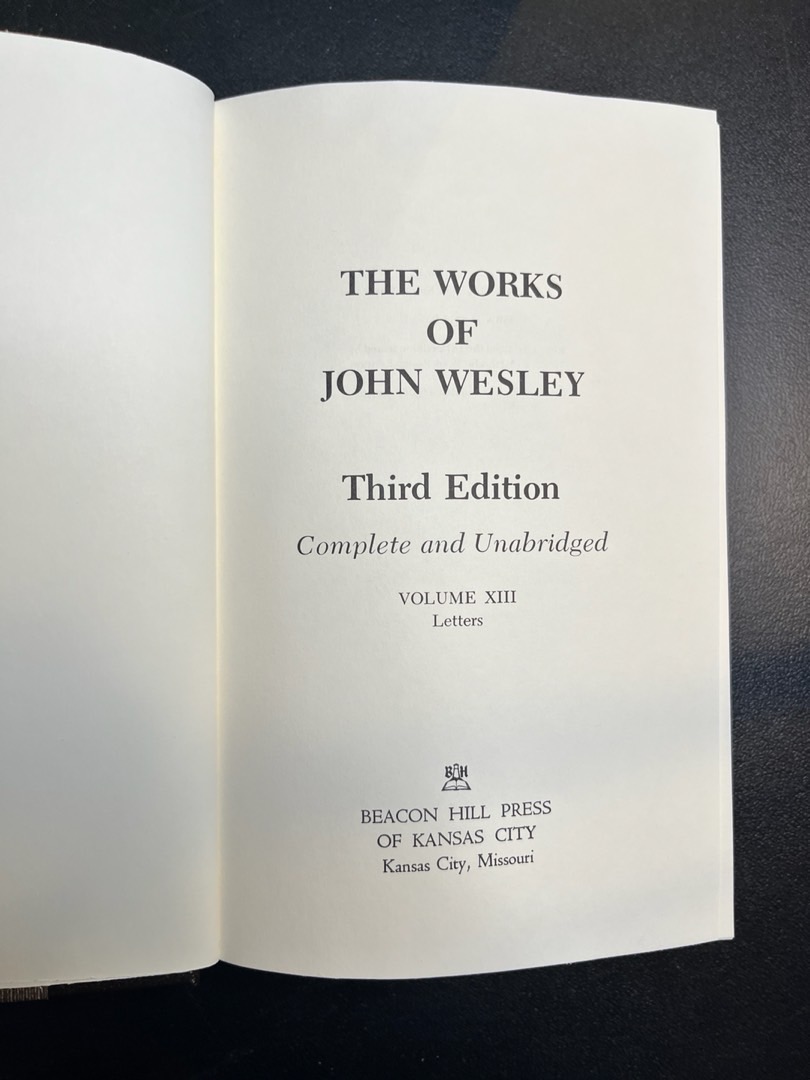 THE WORKS
OF
JOHN WESLEY
Third Edition
Complete and Unabridged
VOLUME XIII
Letters
BH
BEACON HILL PRESS
OF KANSAS CITY
Kansas City, Missouri